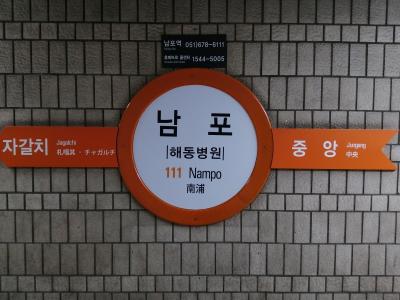 남포역 051)678-6111
1544-5005
남 포
|해동병원|
111 Nampo
南浦
자갈치
Jagalchi
札嘎其 · チャガルチ
중 앙
Jungang
中央